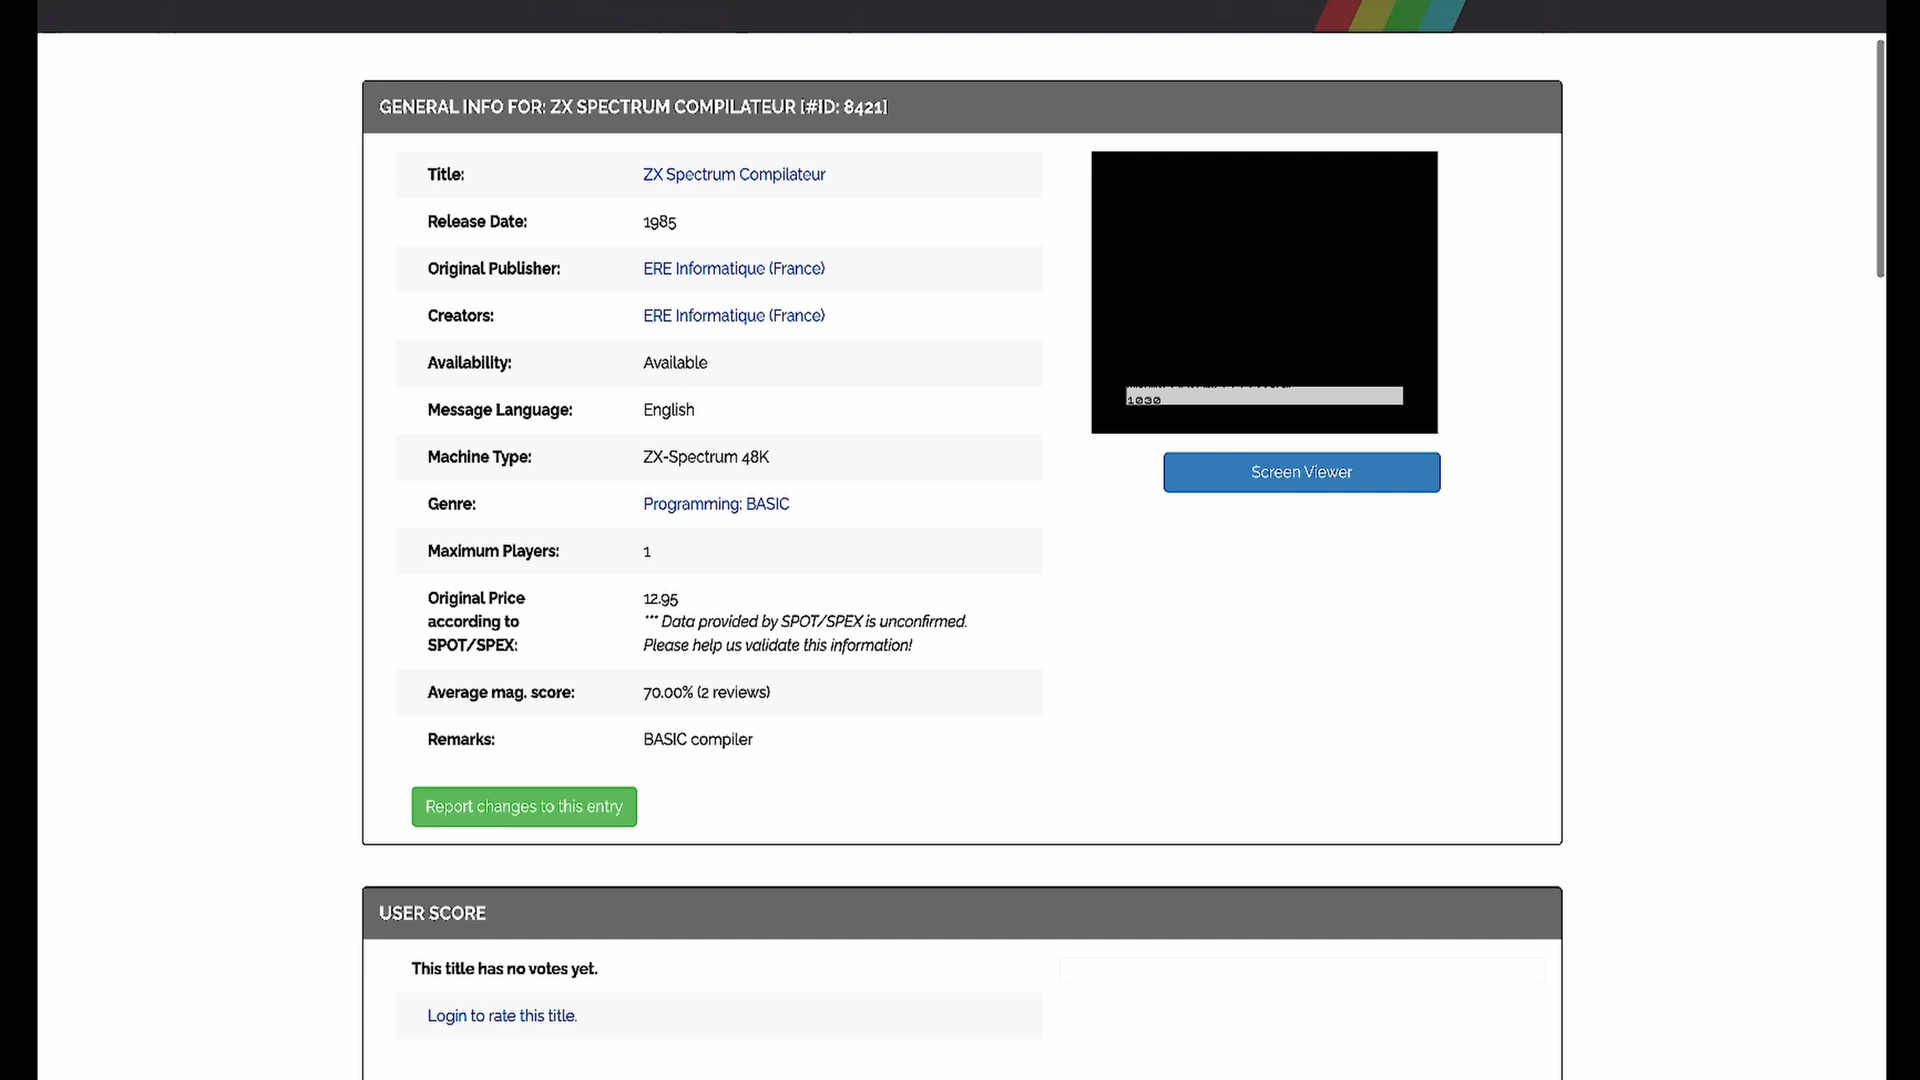 GENERAL INFO FOR: ZX SPECTRUM COMPILATEUR [#ID: 8421]
Title: ZX Spectrum Compilateur
Release Date: 1985
Original Publisher: ERE Informatique (France)
Creators: ERE Informatique (France)
Availability: Available
Message Language: English
Machine Type: ZX-Spectrum 48K
Genre: Programming: BASIC
Maximum Players: 1
Original Price according to SPOT/SPEX: 12.95
*** Data provided by SPOT/SPEX is unconfirmed.
Please help us validate this information!
Average mag. score: 70.00% (2 reviews)
Remarks: BASIC compiler
Report changes to this entry
1030
Screen Viewer
USER SCORE
This title has no votes yet.
Login to rate this title.